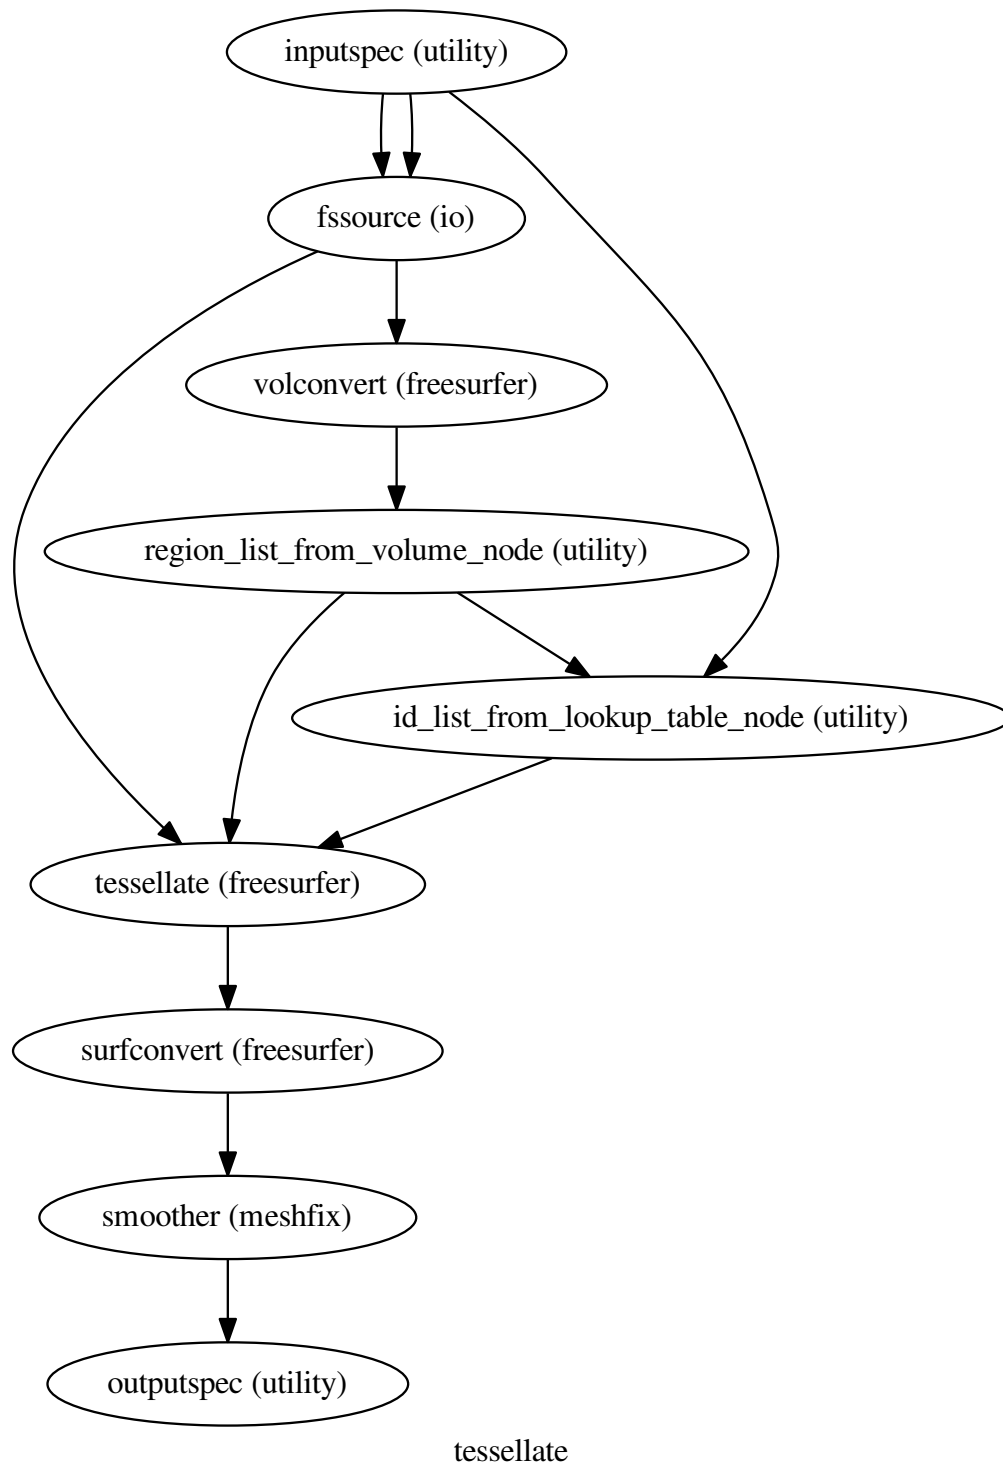 inputspec (utility)
fssource (io)
volconvert (freesurfer)
region_list_from_volume_node (utility)
id_list_from_lookup_table_node (utility)
tessellate (freesurfer)
surfconvert (freesurfer)
smoother (meshfix)
outputspec (utility)
tessellate